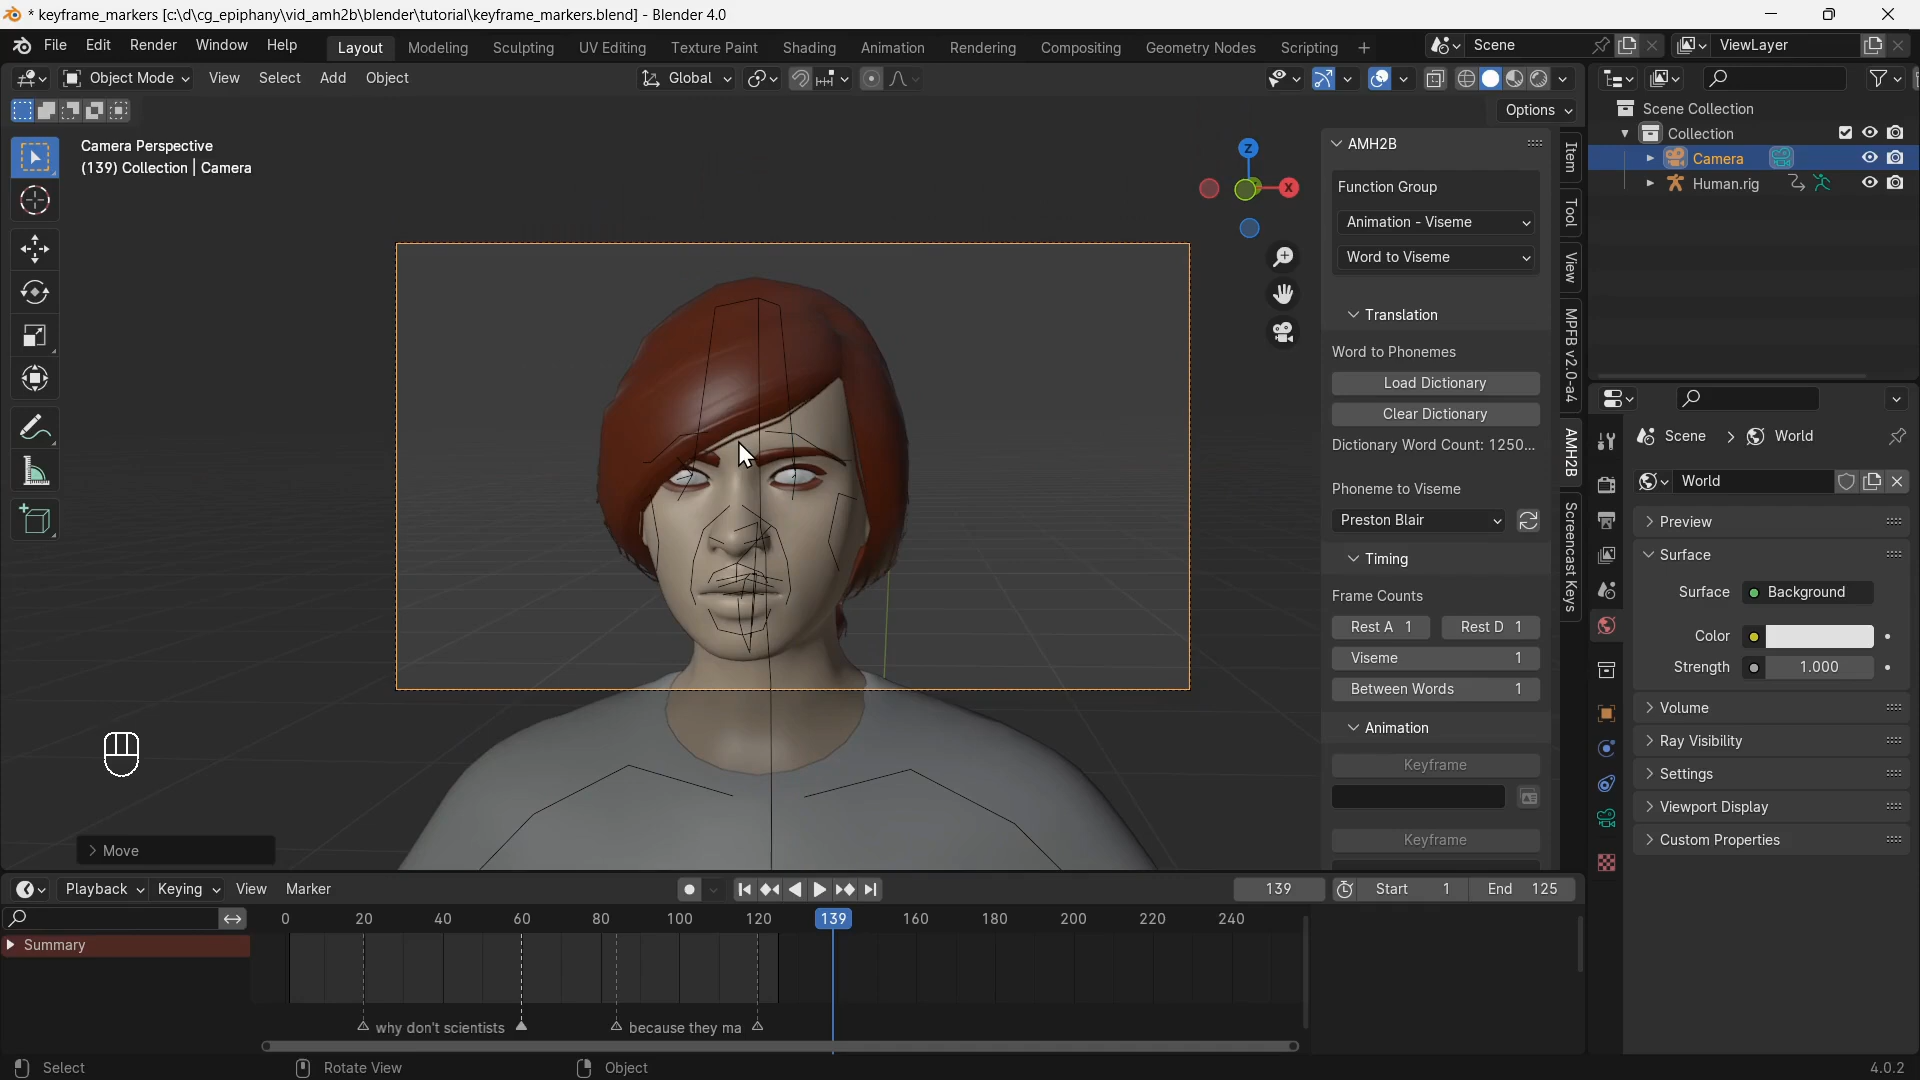 * keyframe_markers [c:\d\cg_epiphany\vid_amh2b\blender\tutorial\keyframe_markers.blend] - Blender 4.0
File Edit Render Window Help Layout Modeling Sculpting UV Editing Texture Paint Shading Animation Rendering Compositing Geometry Nodes Scripting + Scene ViewLayer
Object Mode View Select Add Object Global
Options
Camera Perspective
(139) Collection | Camera
Z
X
AMH2B
Function Group
Animation - Viseme
Word to Viseme
Translation
Word to Phonemes
Load Dictionary
Clear Dictionary
Dictionary Word Count: 1250...
Phoneme to Viseme
Preston Blair
Timing
Frame Counts
Rest A 1 Rest D 1
Viseme 1
Between Words 1
Animation
Keyframe
Keyframe
Item
Tool
View
MPFB v2.0-a4
AMH2B
Screencast Keys
Scene Collection
Collection
Camera
Human.rig
Scene > World
World
Preview
Surface
Surface Background
Color
Strength 1.000
Volume
Ray Visibility
Settings
Viewport Display
Custom Properties
Move
Playback Keying View Marker 139 Start 1 End 125
0 20 40 60 80 100 120 139 160 180 200 220 240
Summary
why don't scientists because they ma
Select Rotate View Object 4.0.2